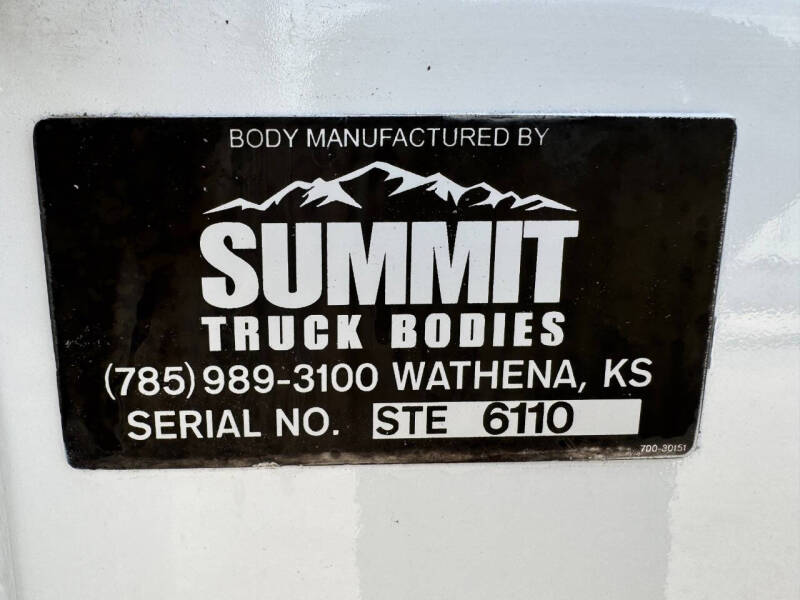 BODY MANUFACTURED BY
SUMMIT
TRUCK BODIES
(785) 989-3100 WATHENA, KS
SERIAL NO. STE 6110
700-30151